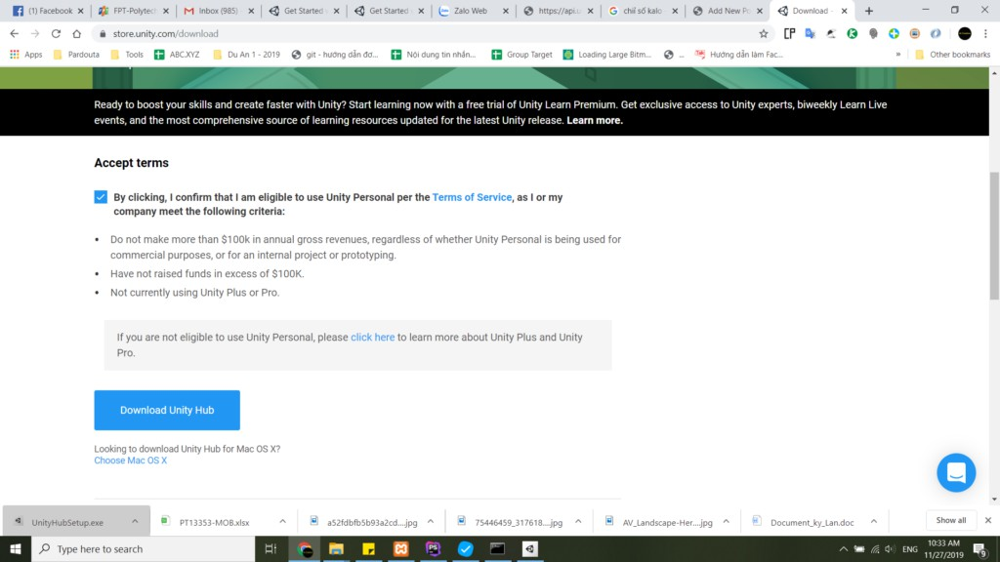 (1) Facebook
FPT-Polytech
Inbox (985) -
Get Started
Get Started
Zalo Web
https://api.
chỉ số kalo
Add New Po
Download -
store.unity.com/download
Apps
Pardouta
Tools
ABC.XYZ
Du An 1 - 2019
git - hướng dẫn đơ...
Nội dung tin nhắn...
Group Target
Loading Large Bitm...
...
Hướng dẫn làm Fac...
»
Other bookmarks
Ready to boost your skills and create faster with Unity? Start learning now with a free trial of Unity Learn Premium. Get exclusive access to Unity experts, biweekly Learn Live
events, and the most comprehensive source of learning resources updated for the latest Unity release. Learn more.
Accept terms
By clicking, I confirm that I am eligible to use Unity Personal per the Terms of Service, as I or my
company meet the following criteria:
• Do not make more than $100k in annual gross revenues, regardless of whether Unity Personal is being used for
commercial purposes, or for an internal project or prototyping.
• Have not raised funds in excess of $100K.
• Not currently using Unity Plus or Pro.
If you are not eligible to use Unity Personal, please click here to learn more about Unity Plus and Unity
Pro.
Download Unity Hub
Looking to download Unity Hub for Mac OS X?
Choose Mac OS X
UnityHubSetup.exe
PT13353-MOB.xlsx
a52fdbfb5b93a2cd....jpg
75446459_317618....jpg
AV_Landscape-Her....jpg
Document_ky_Lan.doc
Show all
Type here to search
ENG
10:33 AM
11/27/2019
9